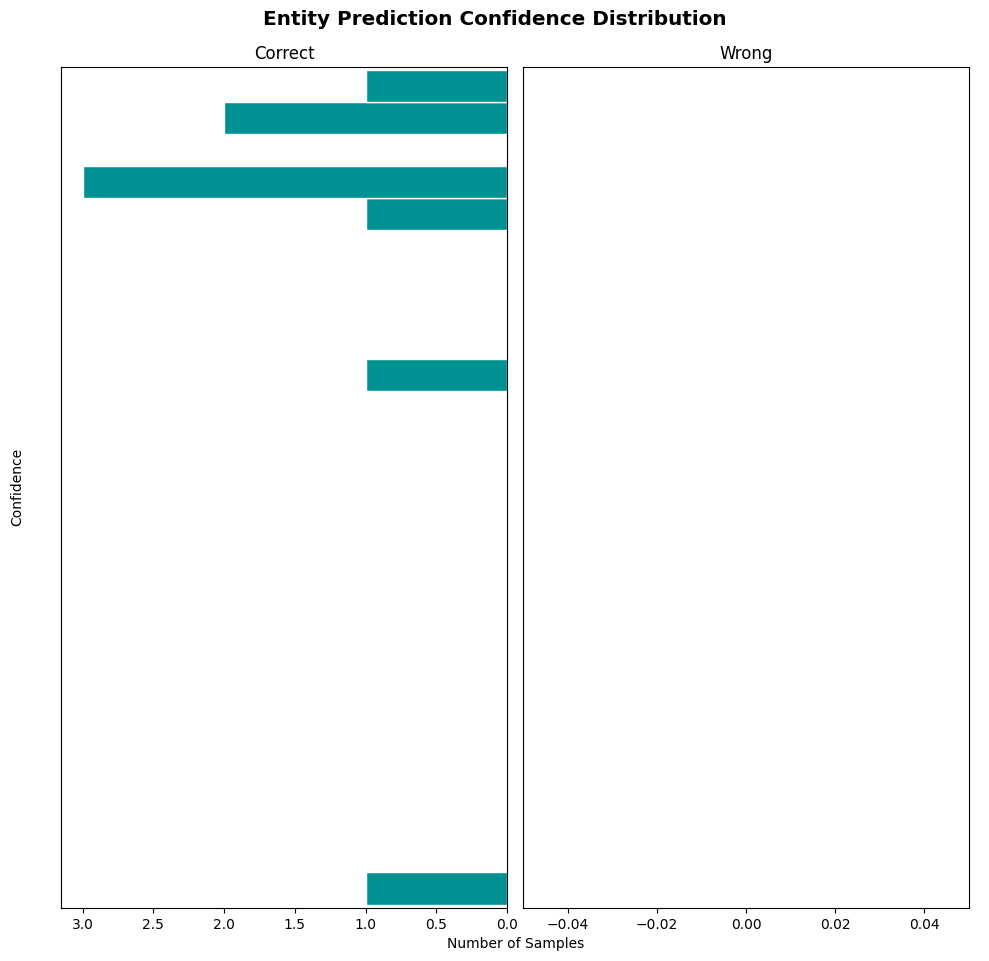 Entity Prediction Confidence Distribution
Correct
Wrong
Confidence
3.0 2.5 2.0 1.5 1.0 0.5 0.0
−0.04 −0.02 0.00 0.02 0.04
Number of Samples